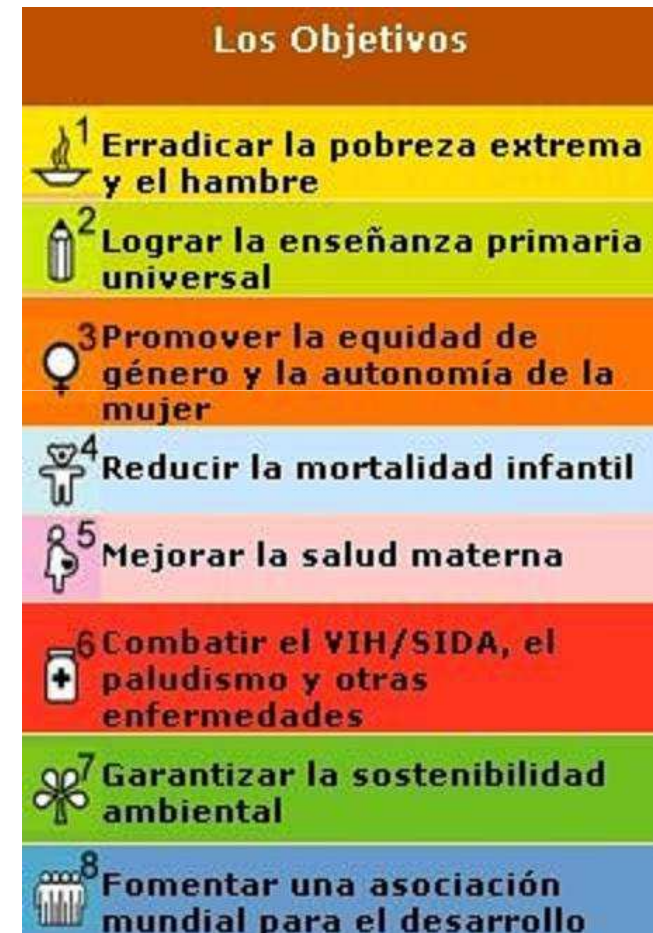 Los Objetivos
1 Erradicar la pobreza extrema
y el hambre
2 Lograr la enseñanza primaria
universal
3 Promover la equidad de
género y la autonomía de la
mujer
4 Reducir la mortalidad infantil
5 Mejorar la salud materna
6 Combatir el VIH/SIDA, el
paludismo y otras
enfermedades
7 Garantizar la sostenibilidad
ambiental
8 Fomentar una asociación
mundial para el desarrollo